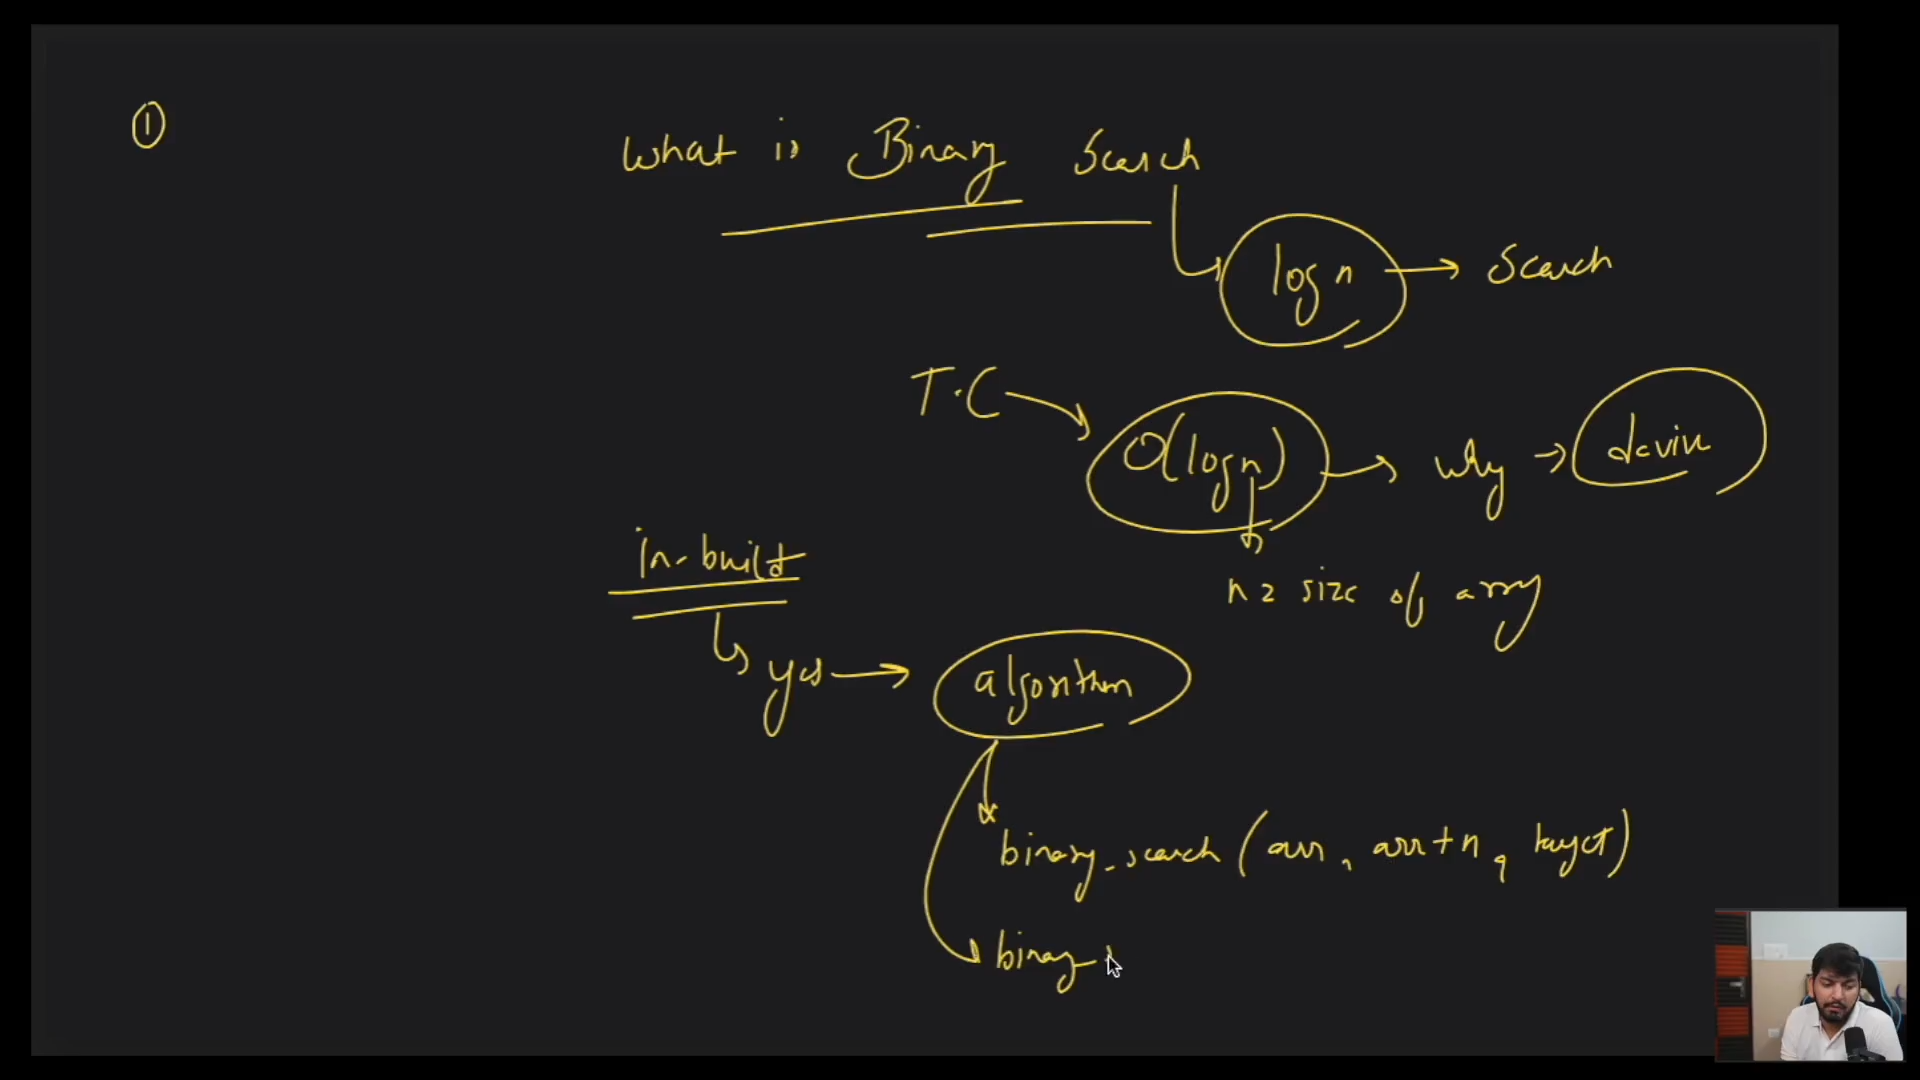 ①
What is Binary Search
log n → Search
T.C → O(log n) → why → derive
in-built
n = size of array
yes → algorithm
binary_search (arr, arr+n, target)
binary_